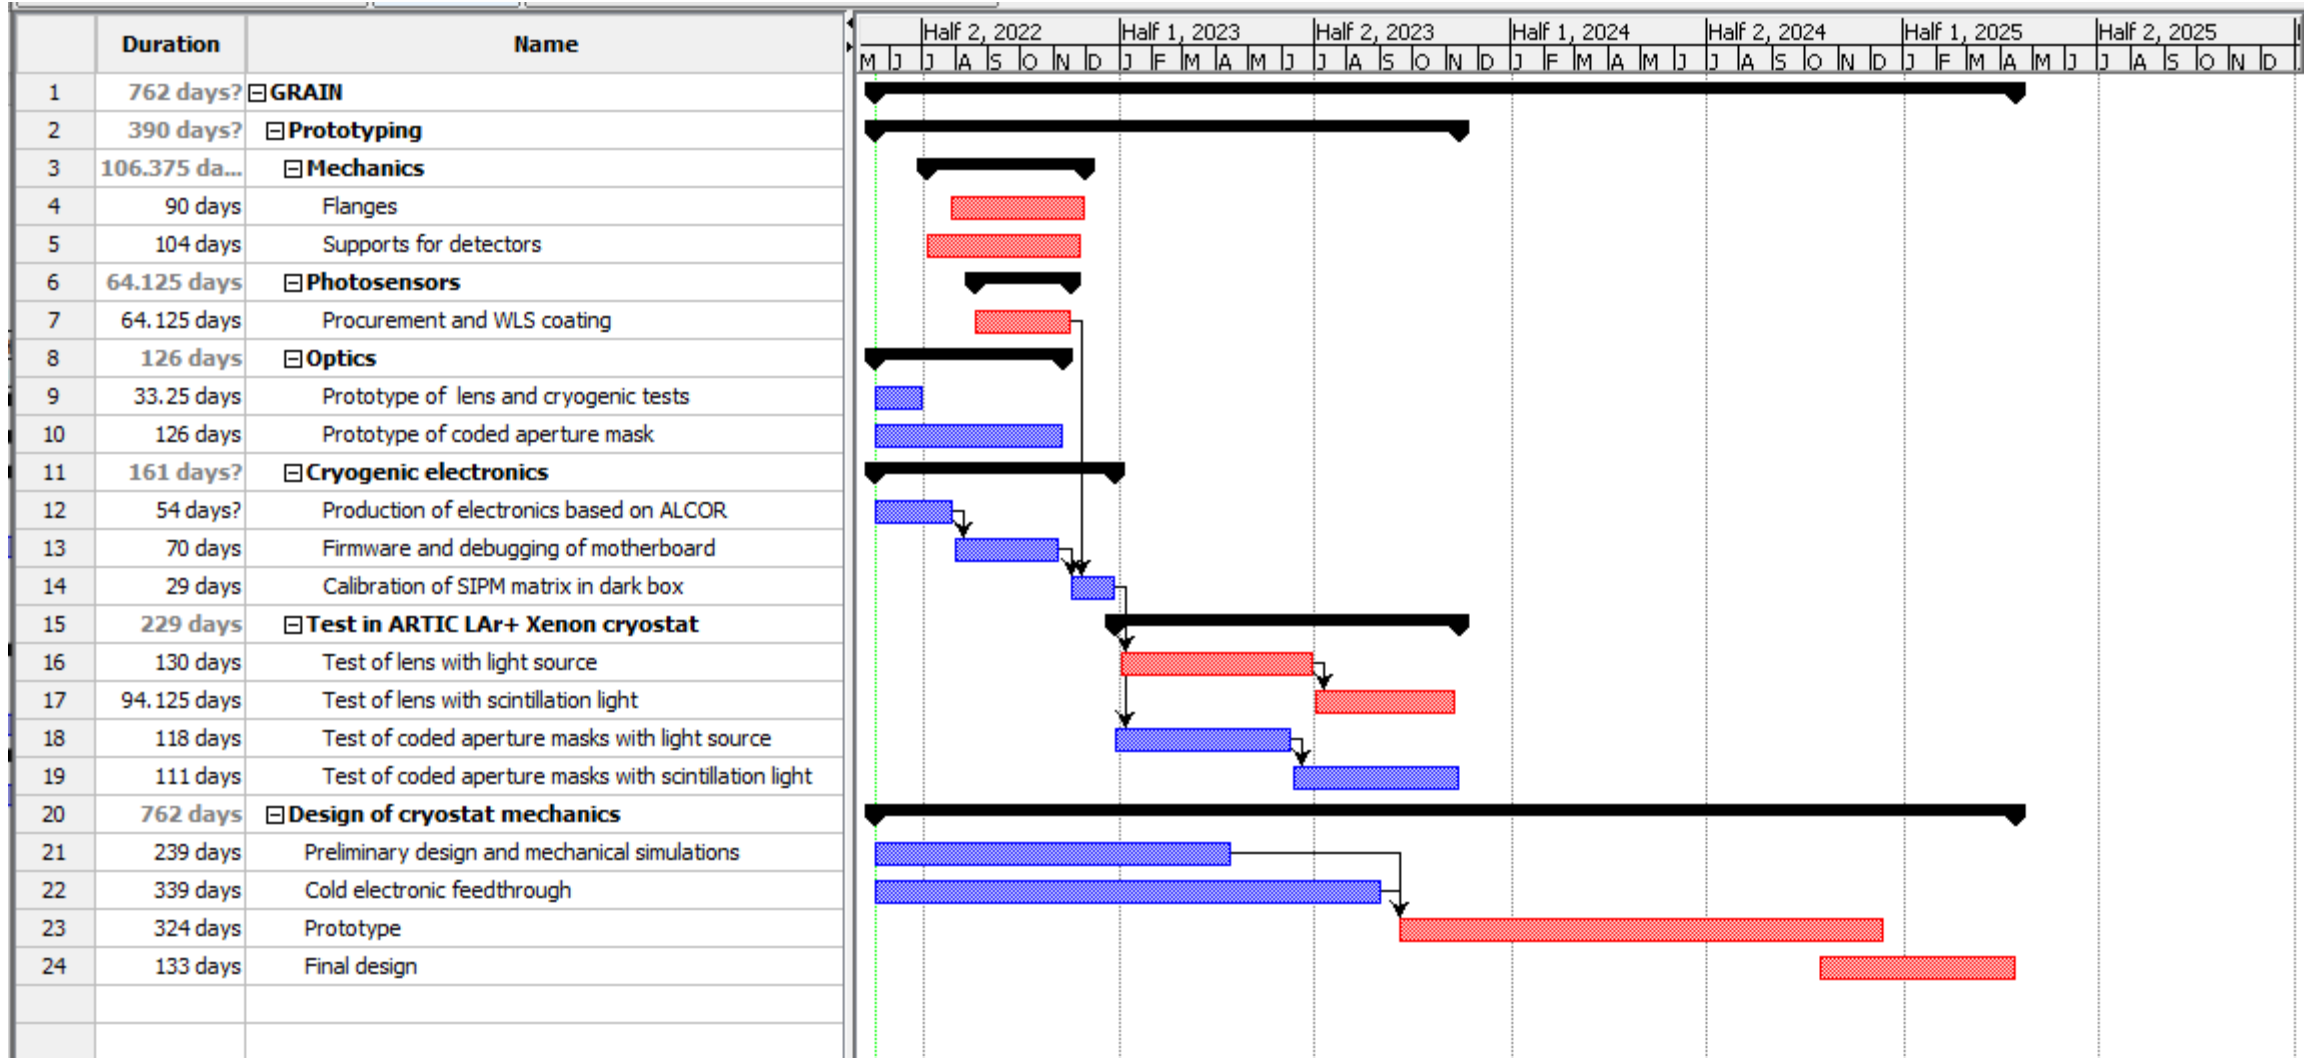 Duration Name
Half 2, 2022 Half 1, 2023 Half 2, 2023 Half 1, 2024 Half 2, 2024 Half 1, 2025 Half 2, 2025
M J J A S O N D J F M A M J J A S O N D J F M A M J J A S O N D J F M A M J J A S O N D
1 762 days? GRAIN
2 390 days? Prototyping
3 106.375 da... Mechanics
4 90 days Flanges
5 104 days Supports for detectors
6 64.125 days Photosensors
7 64.125 days Procurement and WLS coating
8 126 days Optics
9 33.25 days Prototype of lens and cryogenic tests
10 126 days Prototype of coded aperture mask
11 161 days? Cryogenic electronics
12 54 days? Production of electronics based on ALCOR
13 70 days Firmware and debugging of motherboard
14 29 days Calibration of SIPM matrix in dark box
15 229 days Test in ARTIC LAr+ Xenon cryostat
16 130 days Test of lens with light source
17 94.125 days Test of lens with scintillation light
18 118 days Test of coded aperture masks with light source
19 111 days Test of coded aperture masks with scintillation light
20 762 days Design of cryostat mechanics
21 239 days Preliminary design and mechanical simulations
22 339 days Cold electronic feedthrough
23 324 days Prototype
24 133 days Final design